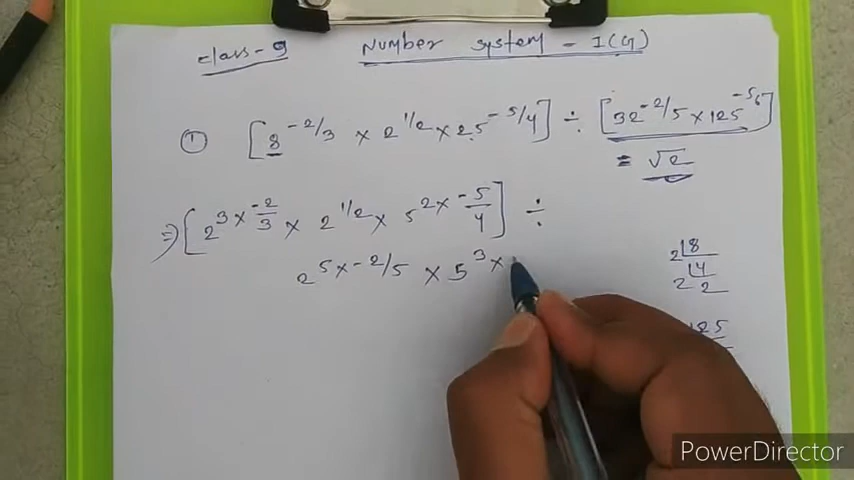 class-9 Number system - I(G)
① [8^-2/3 × 2^1/2 × 25^-5/4] ÷ [32^-2/5 × 125^-5/6]
= √2
⇒ [2^3×-2/3 × 2^1/2 × 5^2×-5/4] ÷
2^5×-2/5 × 5^3×
2|8
2|4
2
PowerDirector